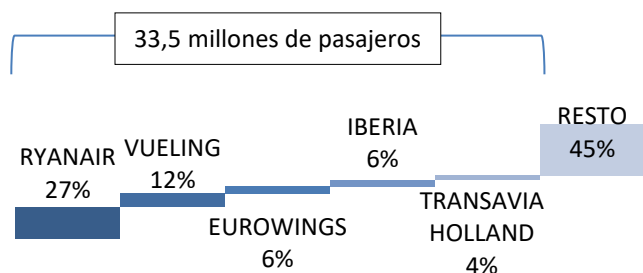 33,5 millones de pasajeros
RYANAIR
27%
VUELING
12%
EUROWINGS
6%
IBERIA
6%
TRANSAVIA
HOLLAND
4%
RESTO
45%